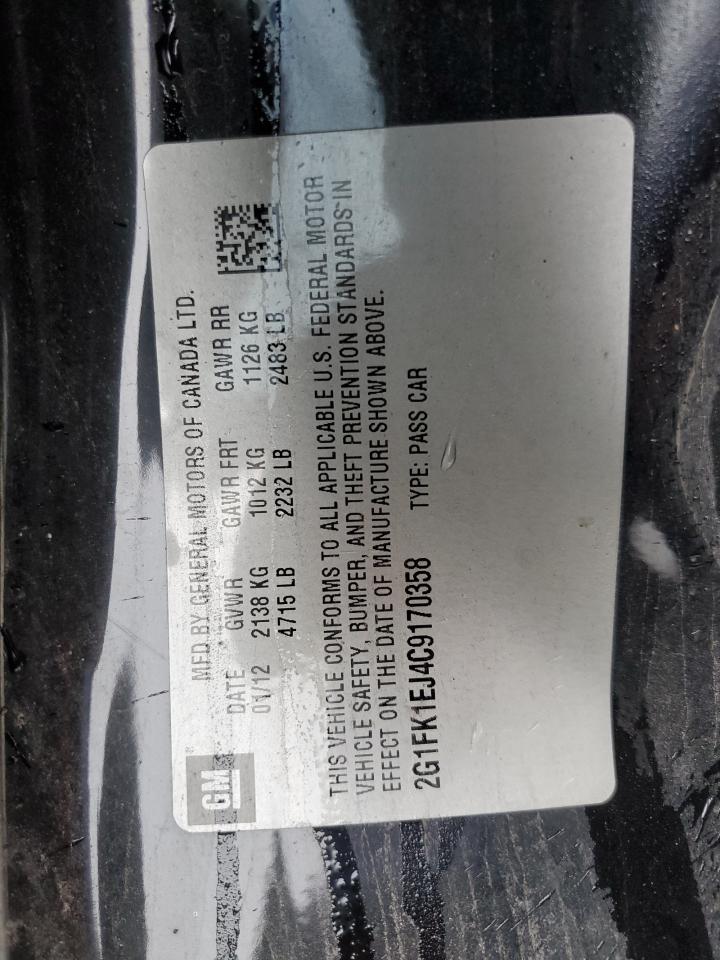 GM
MFD BY GENERAL MOTORS OF CANADA LTD.
DATE GVWR GAWR FRT GAWR RR
01/12 2138 KG 1012 KG 1126 KG
4715 LB 2232 LB 2483 LB
THIS VEHICLE CONFORMS TO ALL APPLICABLE U.S. FEDERAL MOTOR
VEHICLE SAFETY, BUMPER, AND THEFT PREVENTION STANDARDS IN
EFFECT ON THE DATE OF MANUFACTURE SHOWN ABOVE.
2G1FK1EJ4C9170358 TYPE: PASS CAR